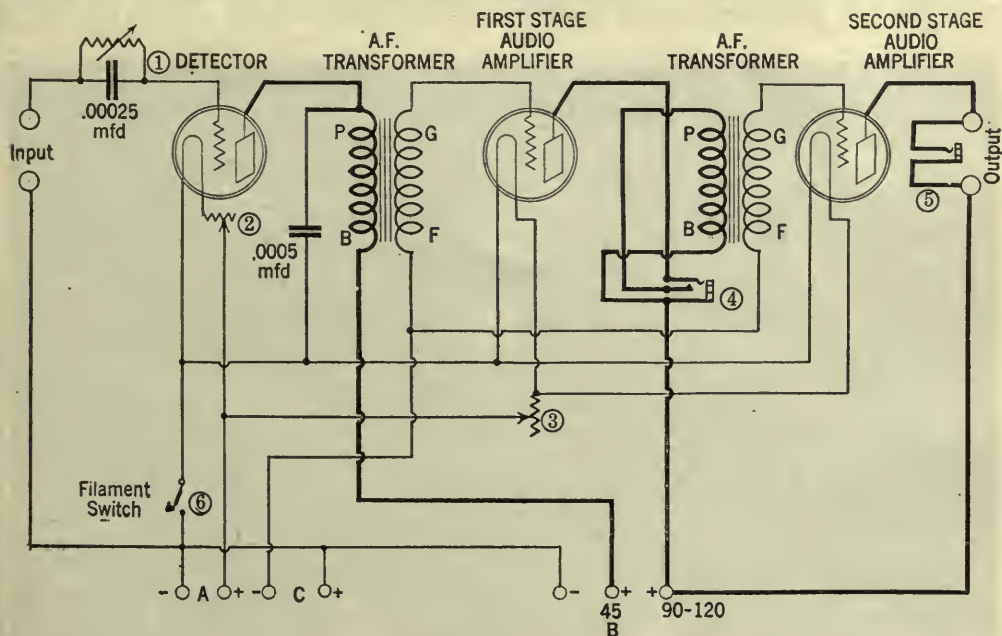 FIRST STAGE
AUDIO
AMPLIFIER
SECOND STAGE
AUDIO
AMPLIFIER
A.F.
TRANSFORMER
A.F.
TRANSFORMER
① DETECTOR
.00025
mfd
Input
P
G
B
F
P
G
B
F
②
.0005
mfd
④
⑤
Output
③
Filament
Switch
⑥
- A + - C + - + + 90-120
45
B